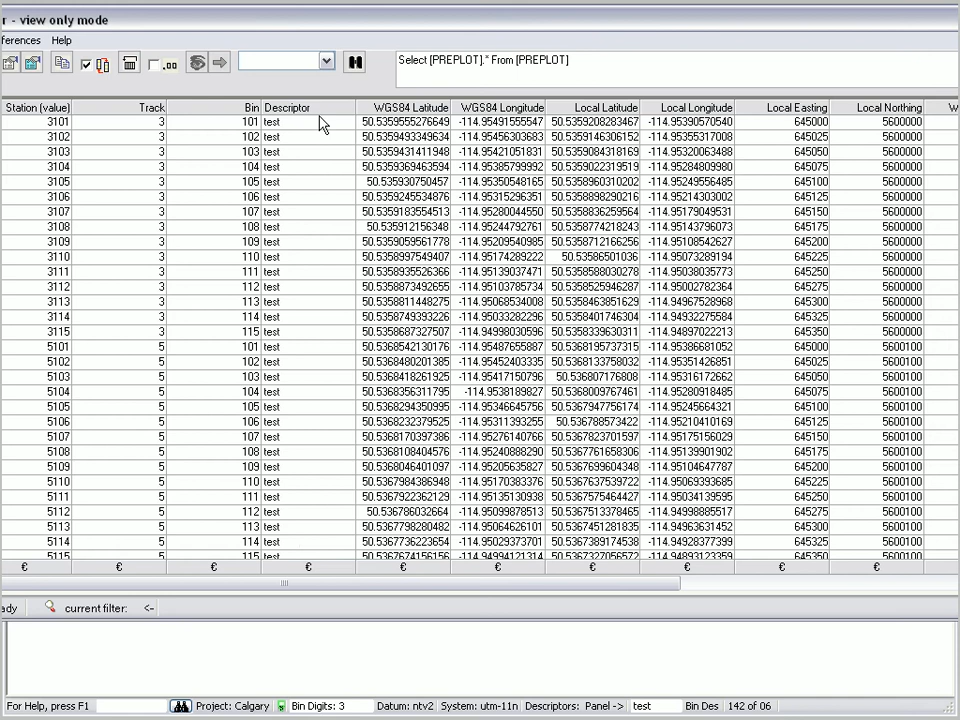 r - view only mode
ferences Help
.00
Select [PREPLOT].* From [PREPLOT]
Station (value) Track Bin Descriptor WGS84 Latitude WGS84 Longitude Local Latitude Local Longitude Local Easting Local Northing W
3101 3 101 test 50.5359555276649 -114.95491555547 50.5359208283467 -114.95390570540 645000 5600000
3102 3 102 test 50.5359493349634 -114.95456303683 50.5359146306152 -114.95355317008 645025 5600000
3103 3 103 test 50.5359431411948 -114.95421051831 50.5359084318169 -114.95320063488 645050 5600000
3104 3 104 test 50.5359369463594 -114.95385799992 50.5359022319519 -114.95284809980 645075 5600000
3105 3 105 test 50.535930750457 -114.95350548165 50.5358960310202 -114.95249556485 645100 5600000
3106 3 106 test 50.5359245534876 -114.95315296351 50.5358898290216 -114.95214303002 645125 5600000
3107 3 107 test 50.5359183554513 -114.95280044550 50.5358836259564 -114.95179049531 645150 5600000
3108 3 108 test 50.535912156348 -114.95244792761 50.5358774218243 -114.95143796073 645175 5600000
3109 3 109 test 50.5359059561778 -114.95209540985 50.5358712166256 -114.95108542627 645200 5600000
3110 3 110 test 50.5358997549407 -114.95174289222 50.53586501036 -114.95073289194 645225 5600000
3111 3 111 test 50.5358935526366 -114.95139037471 50.5358588030278 -114.95038035773 645250 5600000
3112 3 112 test 50.5358873492655 -114.95103785734 50.5358525946287 -114.95002782364 645275 5600000
3113 3 113 test 50.5358811448275 -114.95068534008 50.5358463851629 -114.94967528968 645300 5600000
3114 3 114 test 50.5358749393226 -114.95033282296 50.5358401746304 -114.94932275584 645325 5600000
3115 3 115 test 50.5358687327507 -114.94998030596 50.5358339630311 -114.94897022213 645350 5600000
5101 5 101 test 50.5368542130176 -114.95487655887 50.5368195737315 -114.95386681052 645000 5600100
5102 5 102 test 50.5368480201385 -114.95452403335 50.5368133758032 -114.95351426851 645025 5600100
5103 5 103 test 50.5368418261925 -114.95417150796 50.536807176808 -114.95316172662 645050 5600100
5104 5 104 test 50.5368356311795 -114.9538189827 50.5368009767461 -114.95280918485 645075 5600100
5105 5 105 test 50.5368294350995 -114.95346645756 50.5367947756174 -114.95245664321 645100 5600100
5106 5 106 test 50.5368232379525 -114.95311393255 50.536788573422 -114.95210410169 645125 5600100
5107 5 107 test 50.5368170397386 -114.95276140766 50.5367823701597 -114.95175156029 645150 5600100
5108 5 108 test 50.5368108404576 -114.95240888290 50.5367761658306 -114.95139901902 645175 5600100
5109 5 109 test 50.5368046401097 -114.95205635827 50.5367699604348 -114.95104647787 645200 5600100
5110 5 110 test 50.5367984386948 -114.95170383376 50.5367637539722 -114.95069393685 645225 5600100
5111 5 111 test 50.5367922362129 -114.95135130938 50.5367575464427 -114.95034139595 645250 5600100
5112 5 112 test 50.536786032664 -114.95099878513 50.5367513378465 -114.94998885517 645275 5600100
5113 5 113 test 50.5367798280482 -114.95064626101 50.5367451281835 -114.94963631452 645300 5600100
5114 5 114 test 50.5367736223654 -114.95029373701 50.5367389174538 -114.94928377399 645325 5600100
5115 5 115 test 50.5367674156156 -114.94994121314 50.5367327056572 -114.94893123359 645350 5600100
€ € € € € € € € € €
ady current filter: <-
For Help, press F1 Project: Calgary Bin Digits: 3 Datum: ntv2 System: utm-11n Descriptors: Panel -> test Bin Des 142 of 06